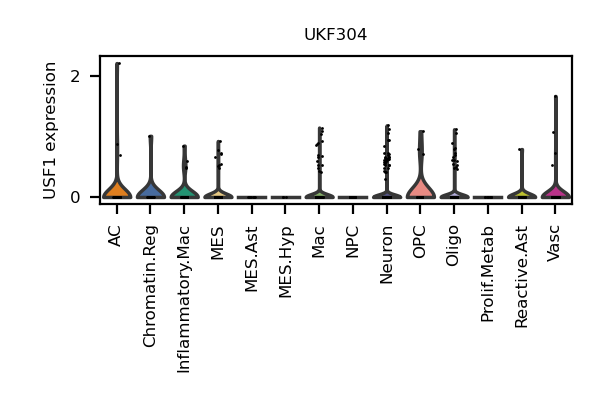 UKF304
USF1 expression
2
0
AC
Chromatin.Reg
Inflammatory.Mac
MES
MES.Ast
MES.Hyp
Mac
NPC
Neuron
OPC
Oligo
Prolif.Metab
Reactive.Ast
Vasc